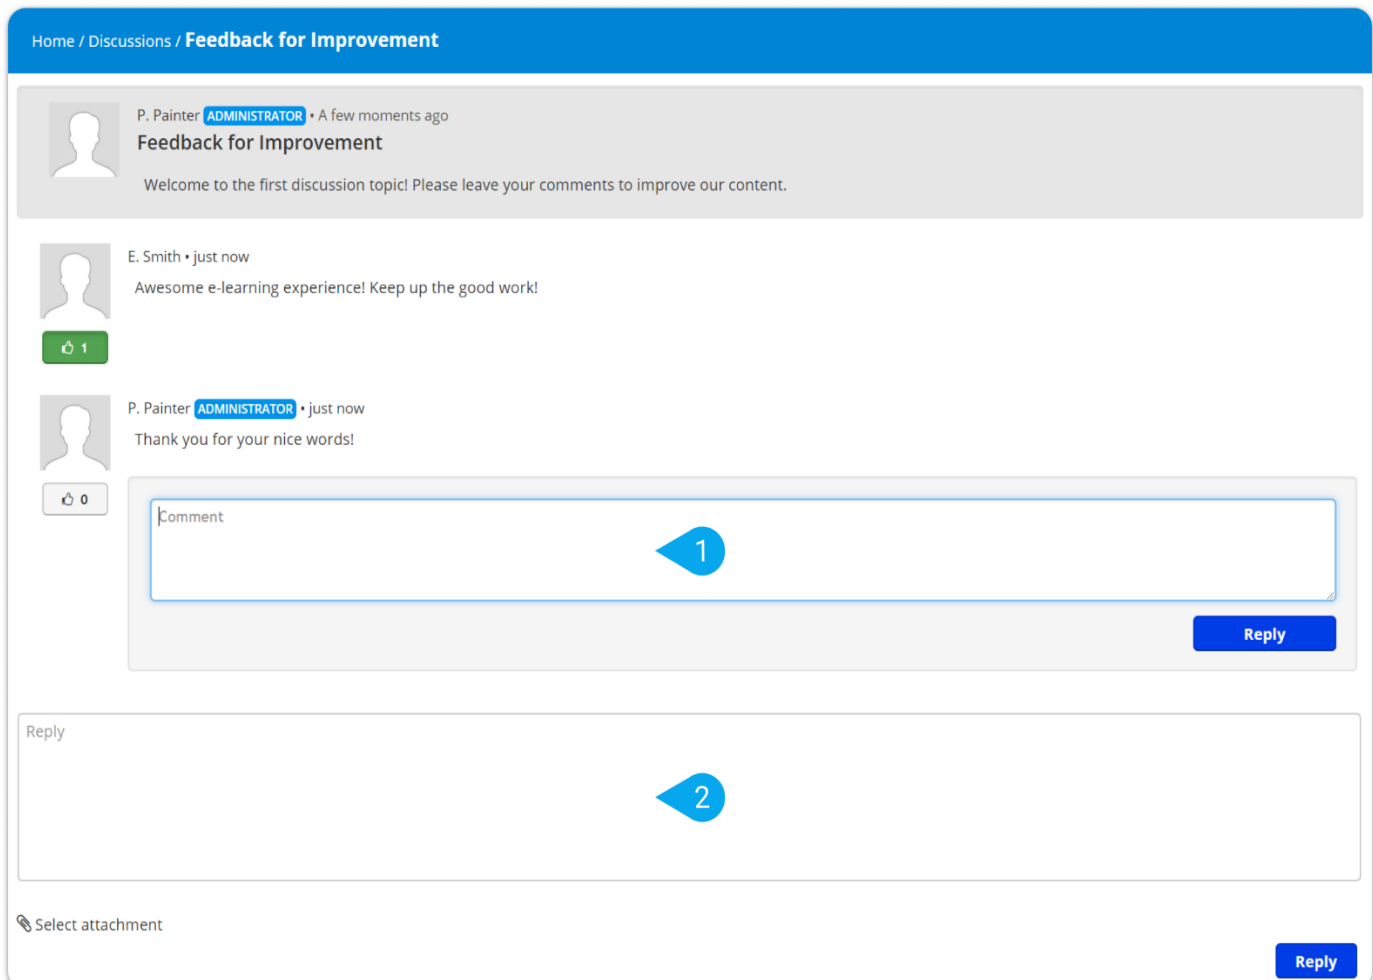 Home / Discussions / Feedback for Improvement
P. Painter ADMINISTRATOR • A few moments ago
Feedback for Improvement
Welcome to the first discussion topic! Please leave your comments to improve our content.
E. Smith • just now
Awesome e-learning experience! Keep up the good work!
1
P. Painter ADMINISTRATOR • just now
Thank you for your nice words!
0
Comment
1
Reply
Reply
2
Select attachment
Reply